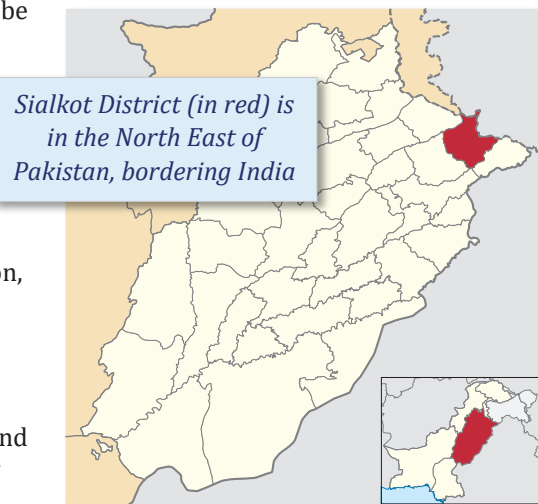 be
Sialkot District (in red) is
in the North East of
Pakistan, bordering India
on,
nd